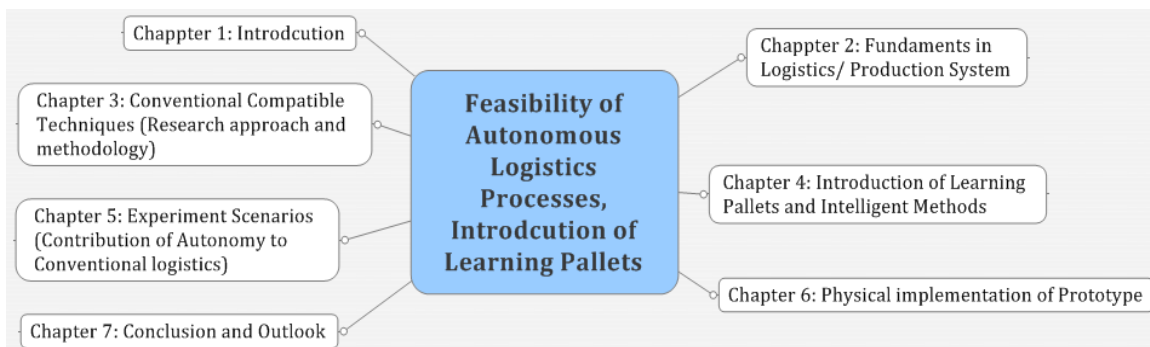 Chappter 1: Introdcution
Chappter 2: Fundaments in
Logistics/ Production System
Chapter 3: Conventional Compatible
Techniques (Research approach and
methodology)
Feasibility of
Autonomous
Logistics
Processes,
Introdcution of
Learning Pallets
Chapter 4: Introduction of Learning
Pallets and Intelligent Methods
Chapter 5: Experiment Scenarios
(Contribution of Autonomy to
Conventional logistics)
Chapter 6: Physical implementation of Prototype
Chapter 7: Conclusion and Outlook